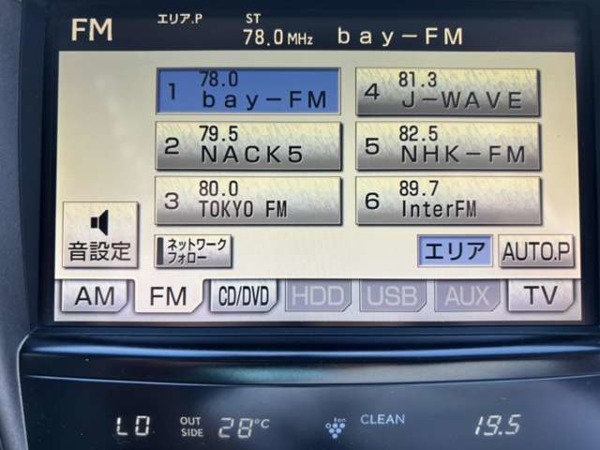 FM エリア.P ST 78.0MHz bay-FM
1 78.0 bay-FM
4 81.3 J-WAVE
2 79.5 NACK5
5 82.5 NHK-FM
3 80.0 TOKYO FM
6 89.7 InterFM
音設定
ネットワーク
フォロー
エリア AUTO.P
AM FM CD/DVD HDD USB AUX TV
LO OUT SIDE 28°C ion CLEAN 19.5